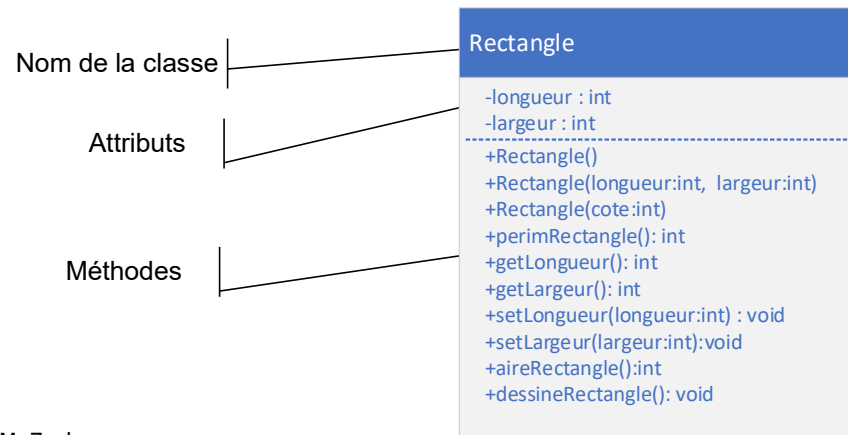 Nom de la classe
Attributs
Méthodes
Rectangle
-longueur : int
-largeur : int
+Rectangle()
+Rectangle(longueur:int, largeur:int)
+Rectangle(cote:int)
+perimRectangle(): int
+getLongueur(): int
+getLargeur(): int
+setLongueur(longueur:int) : void
+setLargeur(largeur:int):void
+aireRectangle():int
+dessineRectangle(): void